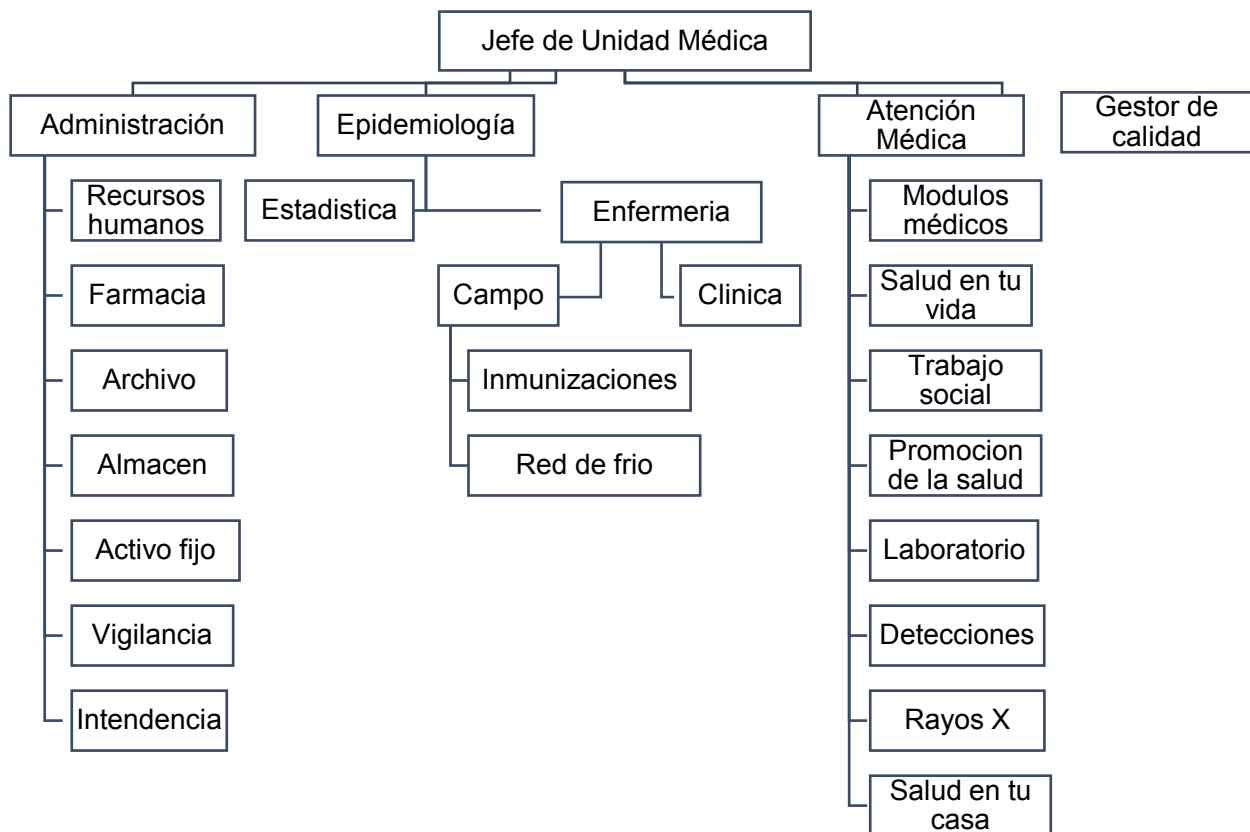 Jefe de Unidad Médica
Administración
Epidemiología
Atención
Médica
Gestor de
calidad
Recursos
humanos
Estadistica
Enfermeria
Modulos
médicos
Farmacia
Campo
Clinica
Salud en tu
vida
Archivo
Inmunizaciones
Trabajo
social
Almacen
Red de frio
Promocion
de la salud
Activo fijo
Laboratorio
Vigilancia
Detecciones
Intendencia
Rayos X
Salud en tu
casa